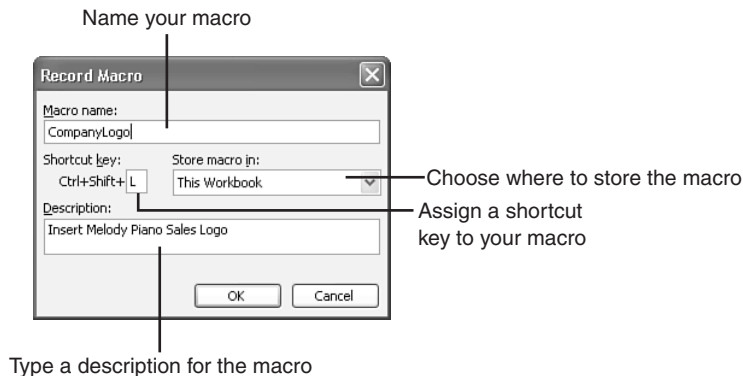 Name your macro
Record Macro
Macro name:
CompanyLogo
Shortcut key:
Store macro in:
Ctrl+Shift+ L
This Workbook
Choose where to store the macro
Assign a shortcut
key to your macro
Description:
Insert Melody Piano Sales Logo
OK
Cancel
Type a description for the macro